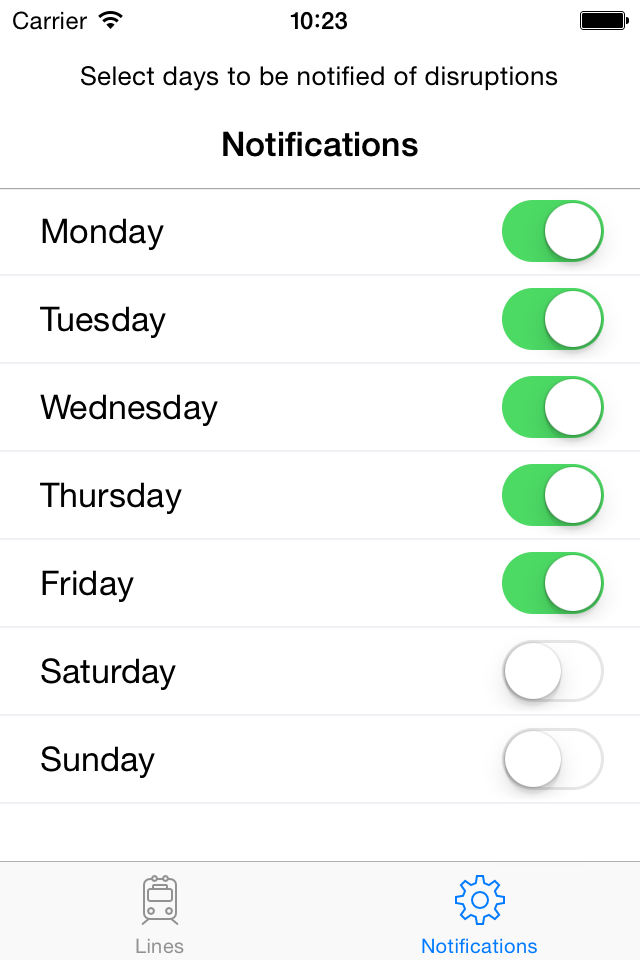 Carrier 10:23
Select days to be notified of disruptions
Notifications
Monday
Tuesday
Wednesday
Thursday
Friday
Saturday
Sunday
Lines Notifications